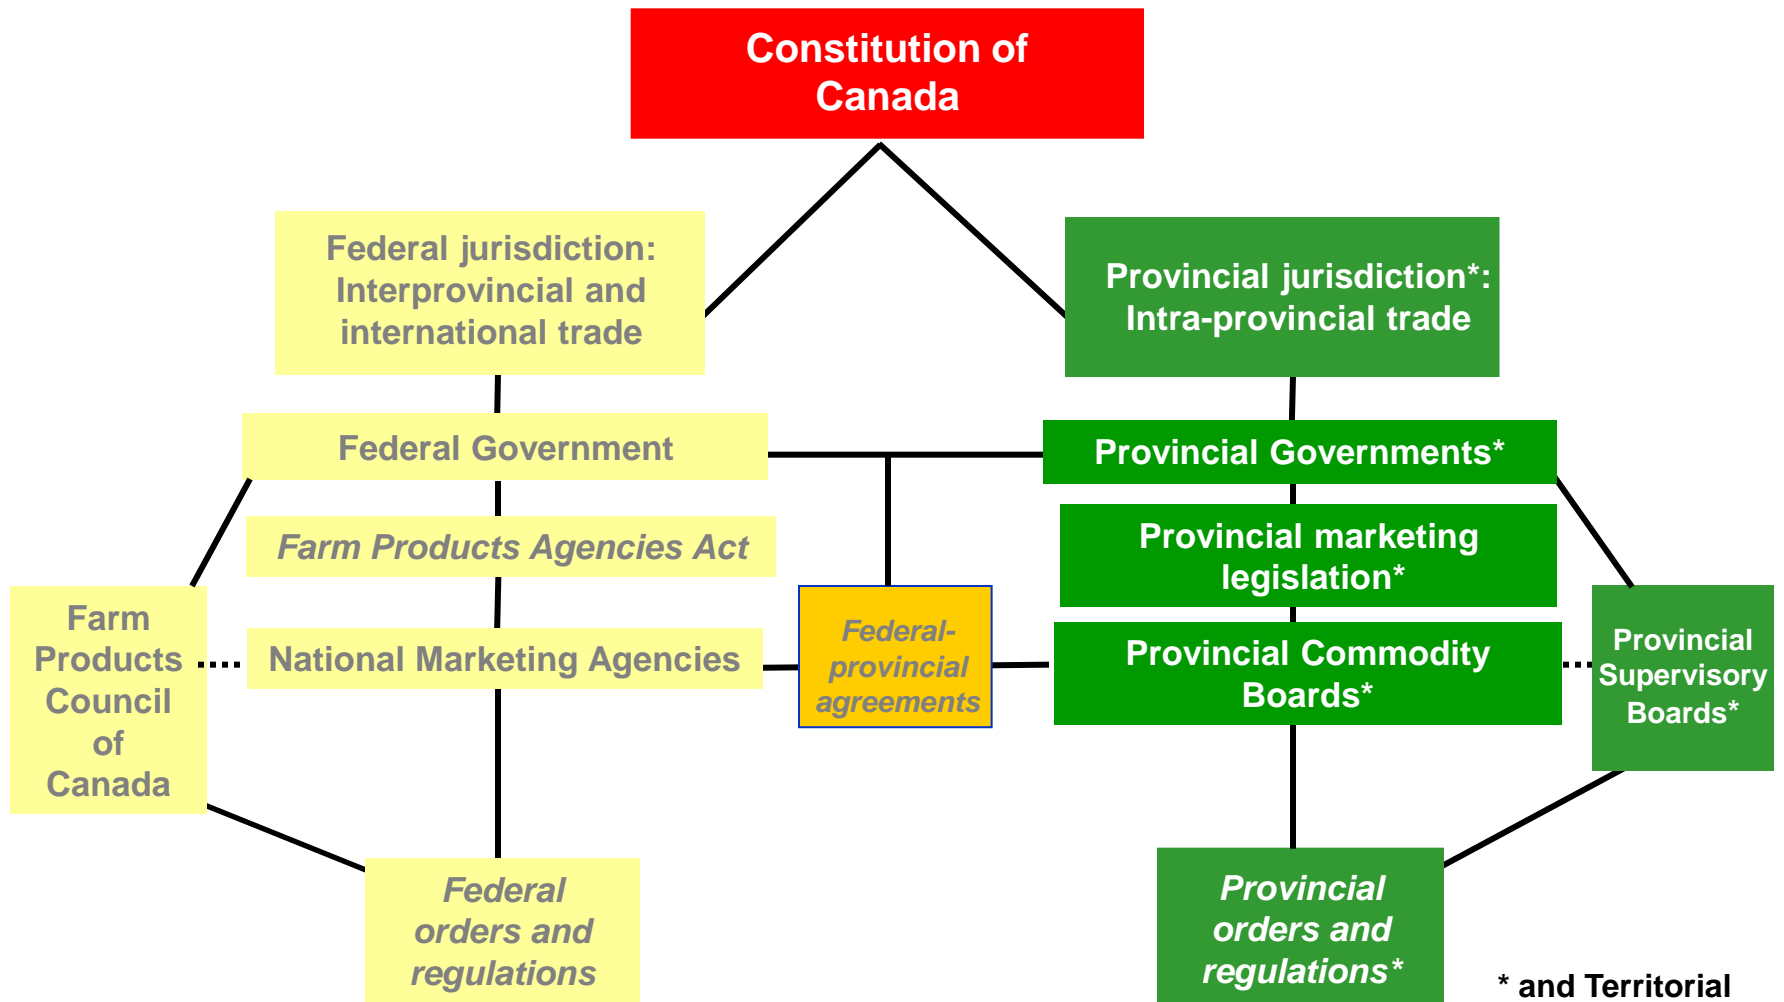 Constitution of
Canada
Federal jurisdiction:
Interprovincial and
international trade
Provincial jurisdiction*:
Intra-provincial trade
Federal Government
Provincial Governments*
Farm Products Agencies Act
Provincial marketing
legislation*
Farm
Products
Council
of
Canada
National Marketing Agencies
Federal-
provincial
agreements
Provincial Commodity
Boards*
Provincial
Supervisory
Boards*
Federal
orders and
regulations
Provincial
orders and
regulations*
* and Territorial